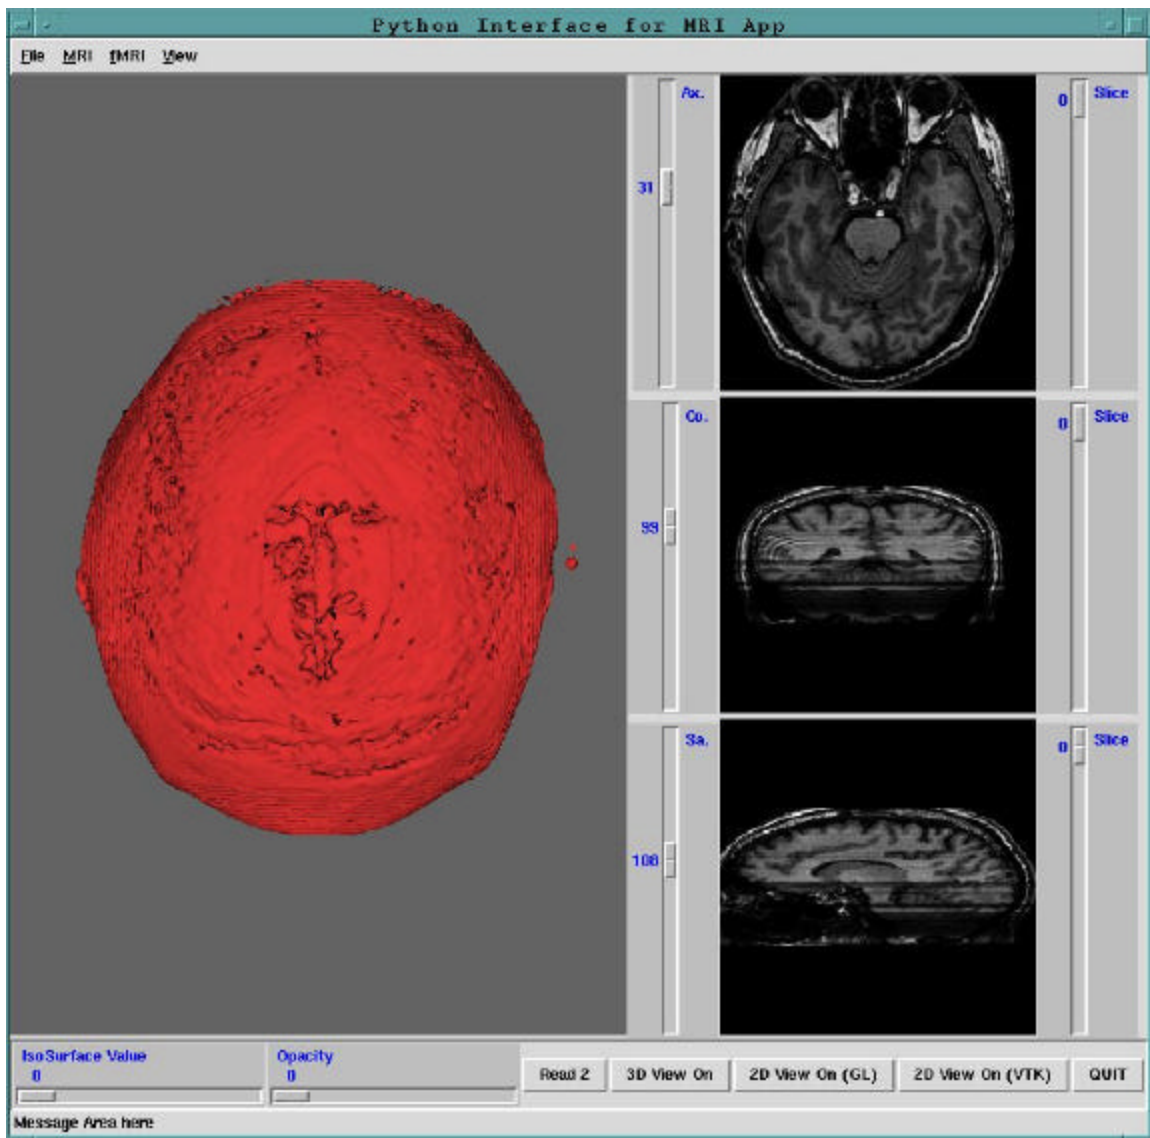 Python Interface for MRI App
File MRI fMRI View
Ax.
0 Slice
31
Co.
0 Slice
99
Sa.
0 Slice
108
IsoSurface Value
0
Opacity
0
Read 2 3D View On 2D View On (GL) 2D View On (VTK) QUIT
Message Area here